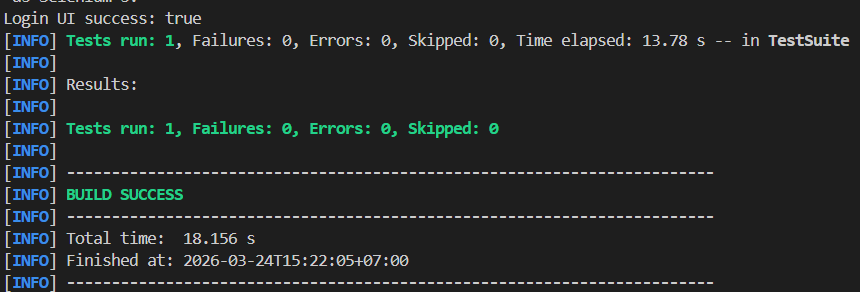 Login UI success: true
[INFO] Tests run: 1, Failures: 0, Errors: 0, Skipped: 0, Time elapsed: 13.78 s -- in TestSuite
[INFO]
[INFO] Results:
[INFO]
[INFO] Tests run: 1, Failures: 0, Errors: 0, Skipped: 0
[INFO]
[INFO] ------------------------------------------------------------------------
[INFO] BUILD SUCCESS
[INFO] ------------------------------------------------------------------------
[INFO] Total time:  18.156 s
[INFO] Finished at: 2026-03-24T15:22:05+07:00
[INFO] ------------------------------------------------------------------------